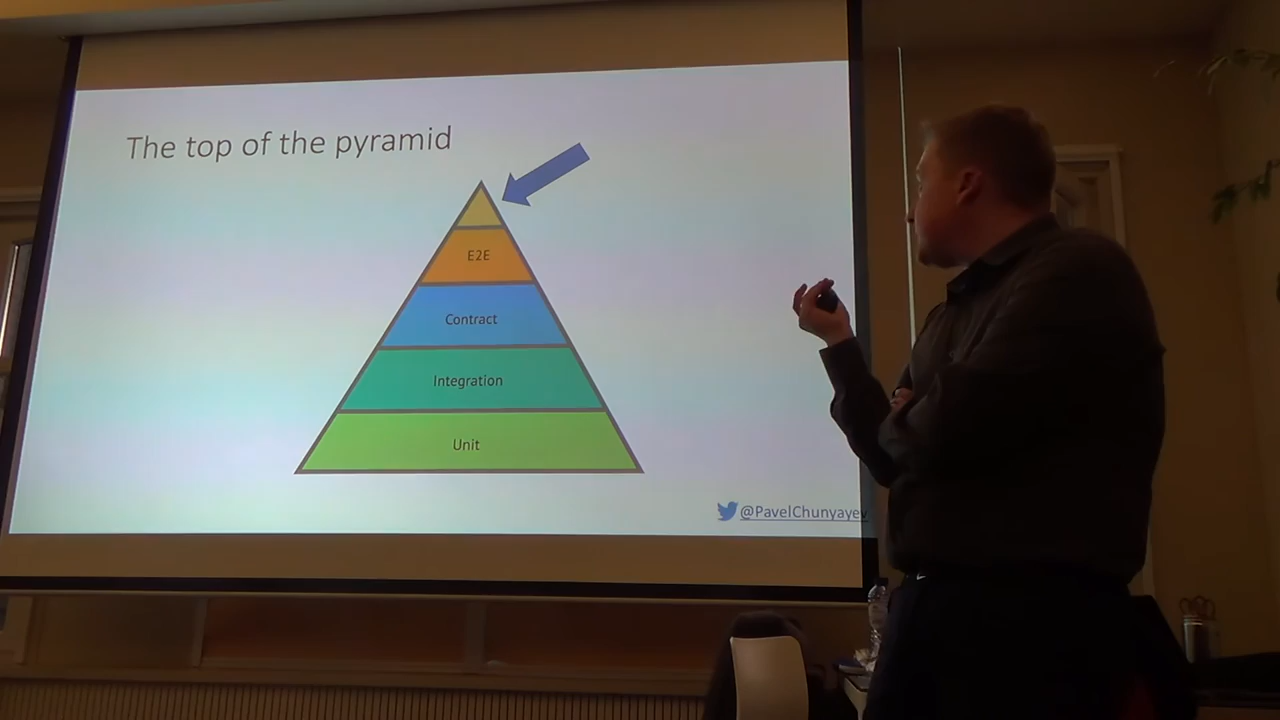 The top of the pyramid
E2E
Contract
Integration
Unit
@PavelChunyayev